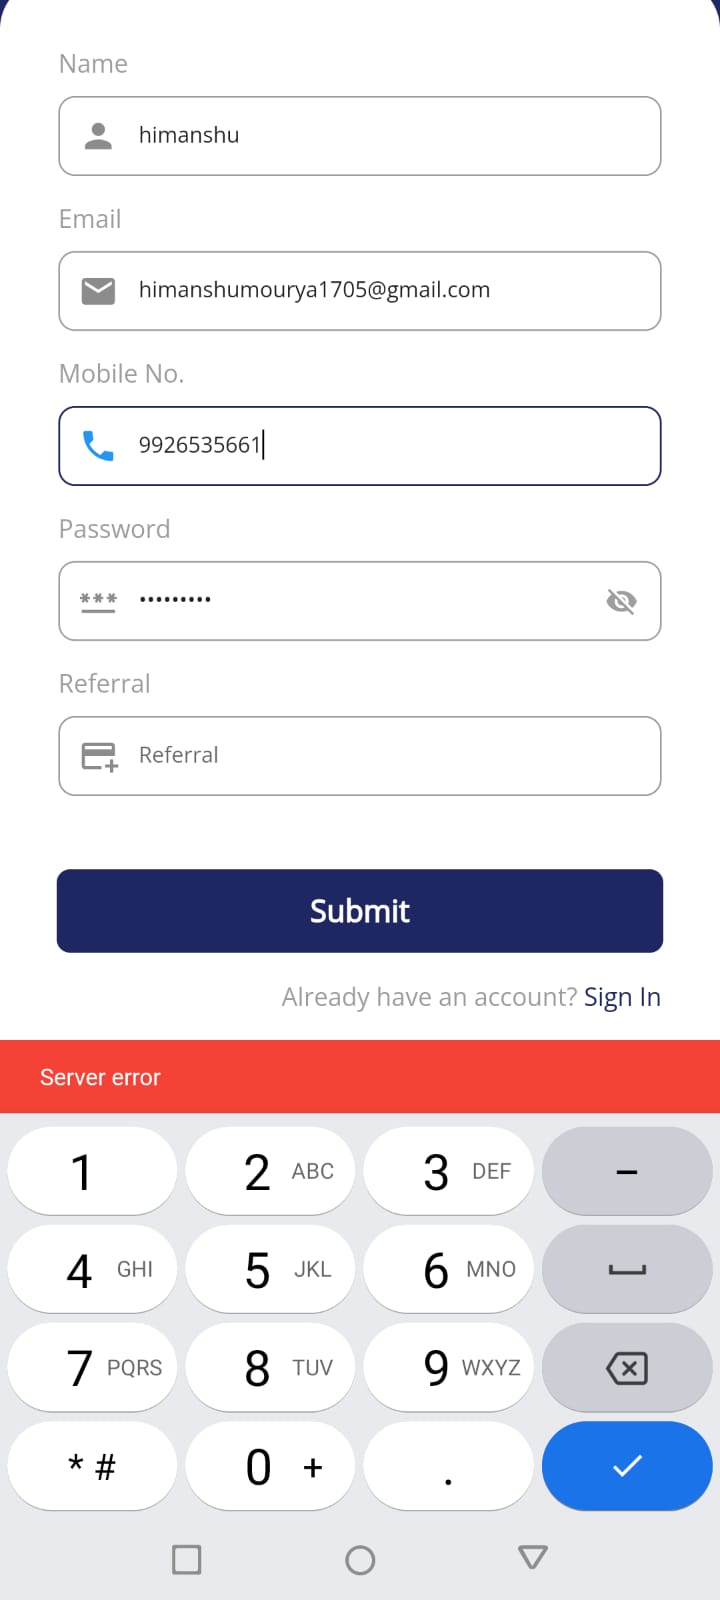 Name
himanshu
Email
himanshumourya1705@gmail.com
Mobile No.
9926535661
Password
*** •••••••••
Referral
Referral
Submit
Already have an account? Sign In
Server error
1 2 ABC 3 DEF −
4 GHI 5 JKL 6 MNO
7 PQRS 8 TUV 9 WXYZ
* # 0 + .